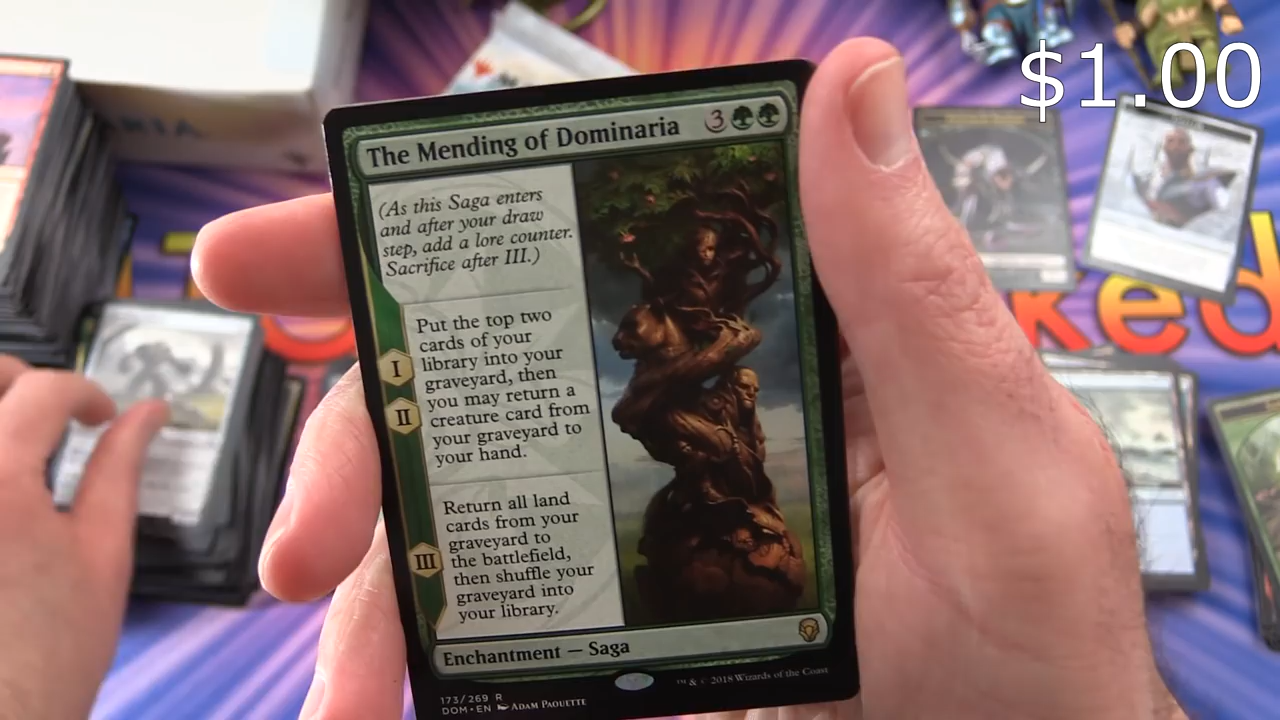 $1.00
The Mending of Dominaria 3
(As this Saga enters
and after your draw
step, add a lore counter.
Sacrifice after III.)
I
II
Put the top two
cards of your
library into your
graveyard, then
you may return a
creature card from
your graveyard to
your hand.
III
Return all land
cards from your
graveyard to
the battlefield,
then shuffle your
graveyard into
your library.
Enchantment — Saga
173/269 R
DOM • EN ADAM PAQUETTE
™ & © 2018 Wizards of the Coast
ked